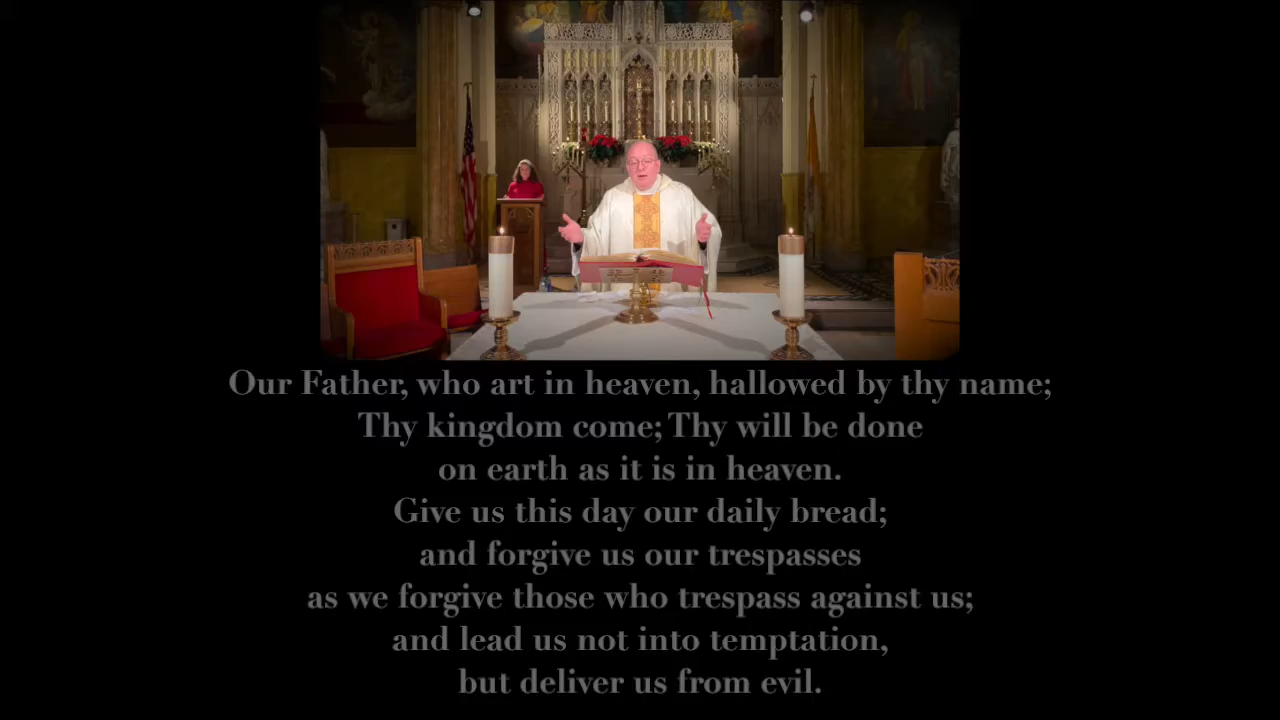 Our Father, who art in heaven, hallowed by thy name;
Thy kingdom come; Thy will be done
on earth as it is in heaven.
Give us this day our daily bread;
and forgive us our trespasses
as we forgive those who trespass against us;
and lead us not into temptation,
but deliver us from evil.